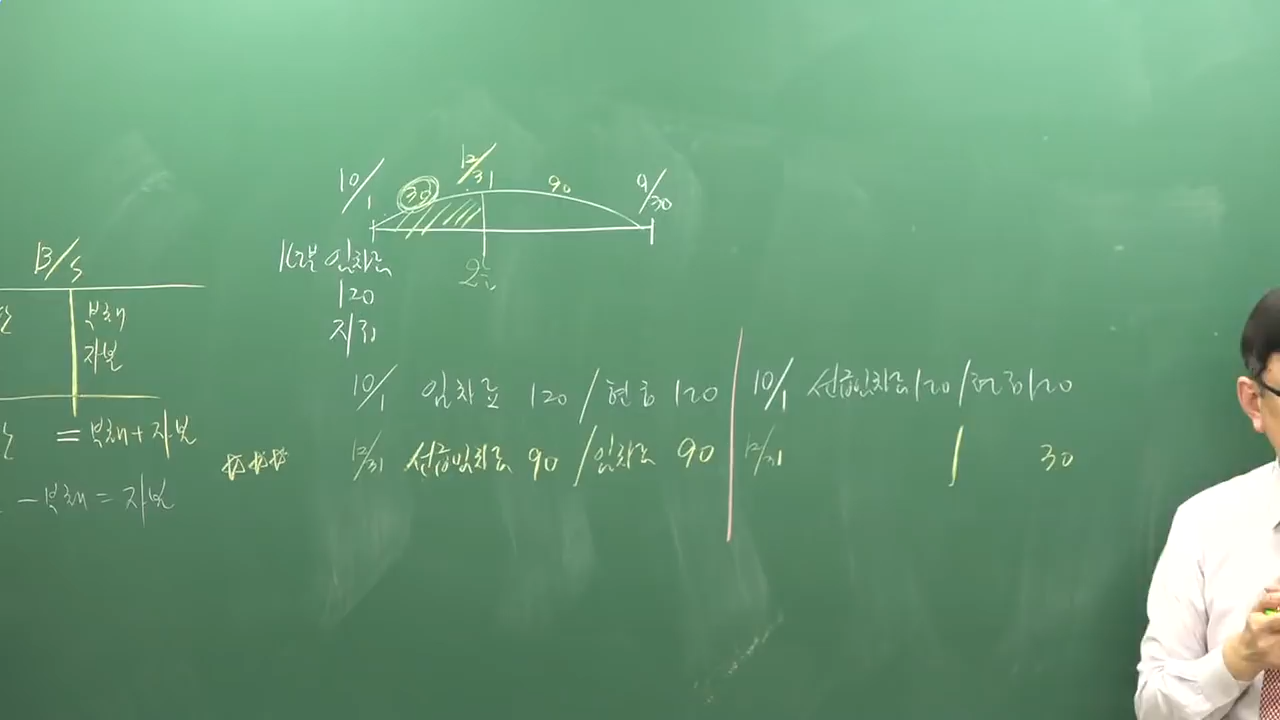 B/S
부채
자본
= 부채 + 자본
- 부채 = 자본
10/1 30 12/31 90 9/30
1년분 임차료
120
지급
10/1 임차료 120 / 현금 120
12/31 선급임차료 90 / 임차료 90
10/1 선급임차료 120 / 현금 120
12/31 / 30